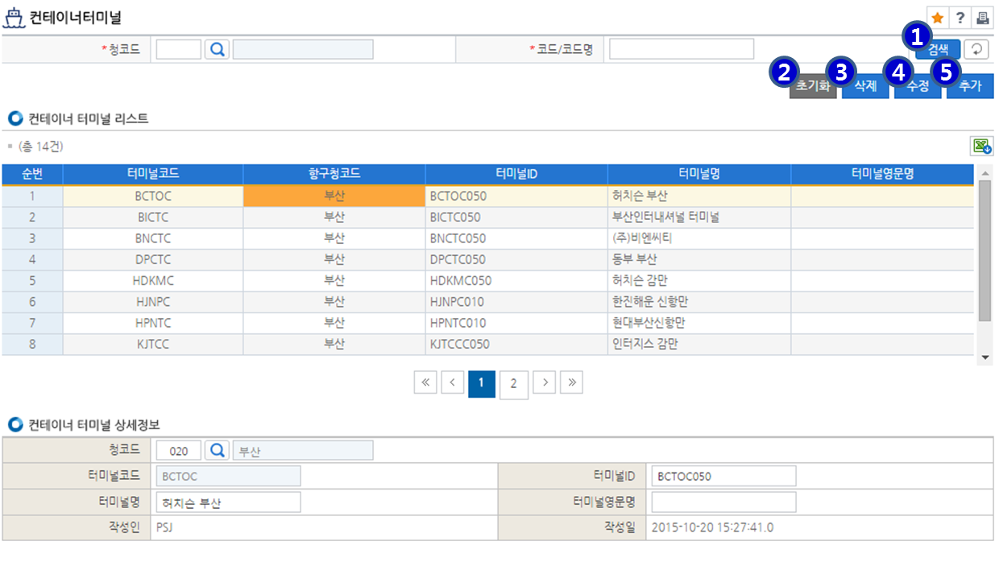 컨테이너터미널
?
*청코드 *코드/코드명 1 검색
2 초기화 3 삭제 4 수정 5 추가
컨테이너 터미널 리스트
(총 14건)
순번 터미널코드 항구청코드 터미널ID 터미널명 터미널영문명
1 BCTOC 부산 BCTOC050 허치슨 부산
2 BICTC 부산 BICTC050 부산인터내셔널 터미널
3 BNCTC 부산 BNCTC050 (주)비엔씨티
4 DPCTC 부산 DPCTC050 동부 부산
5 HDKMC 부산 HDKMC050 허치슨 감만
6 HJNPC 부산 HJNPC010 한진해운 신항만
7 HPNTC 부산 HPNTC010 현대부산신항만
8 KJTCC 부산 KJTCCC050 인터지스 감만
« < 1 2 > »
컨테이너 터미널 상세정보
청코드 020 부산
터미널코드 BCTOC 터미널ID BCTOC050
터미널명 허치슨 부산 터미널영문명
작성인 PSJ 작성일 2015-10-20 15:27:41.0